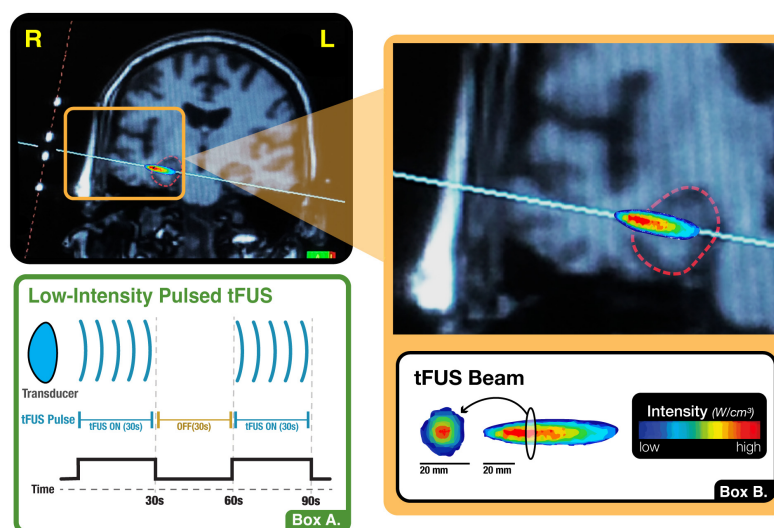 R
L
Low-Intensity Pulsed tFUS
Transducer
tFUS Pulse
tFUS ON (30s)
OFF(30s)
tFUS ON (30s)
Time
30s
60s
90s
Box A.
tFUS Beam
20 mm
20 mm
Intensity (W/cm³)
low
high
Box B.